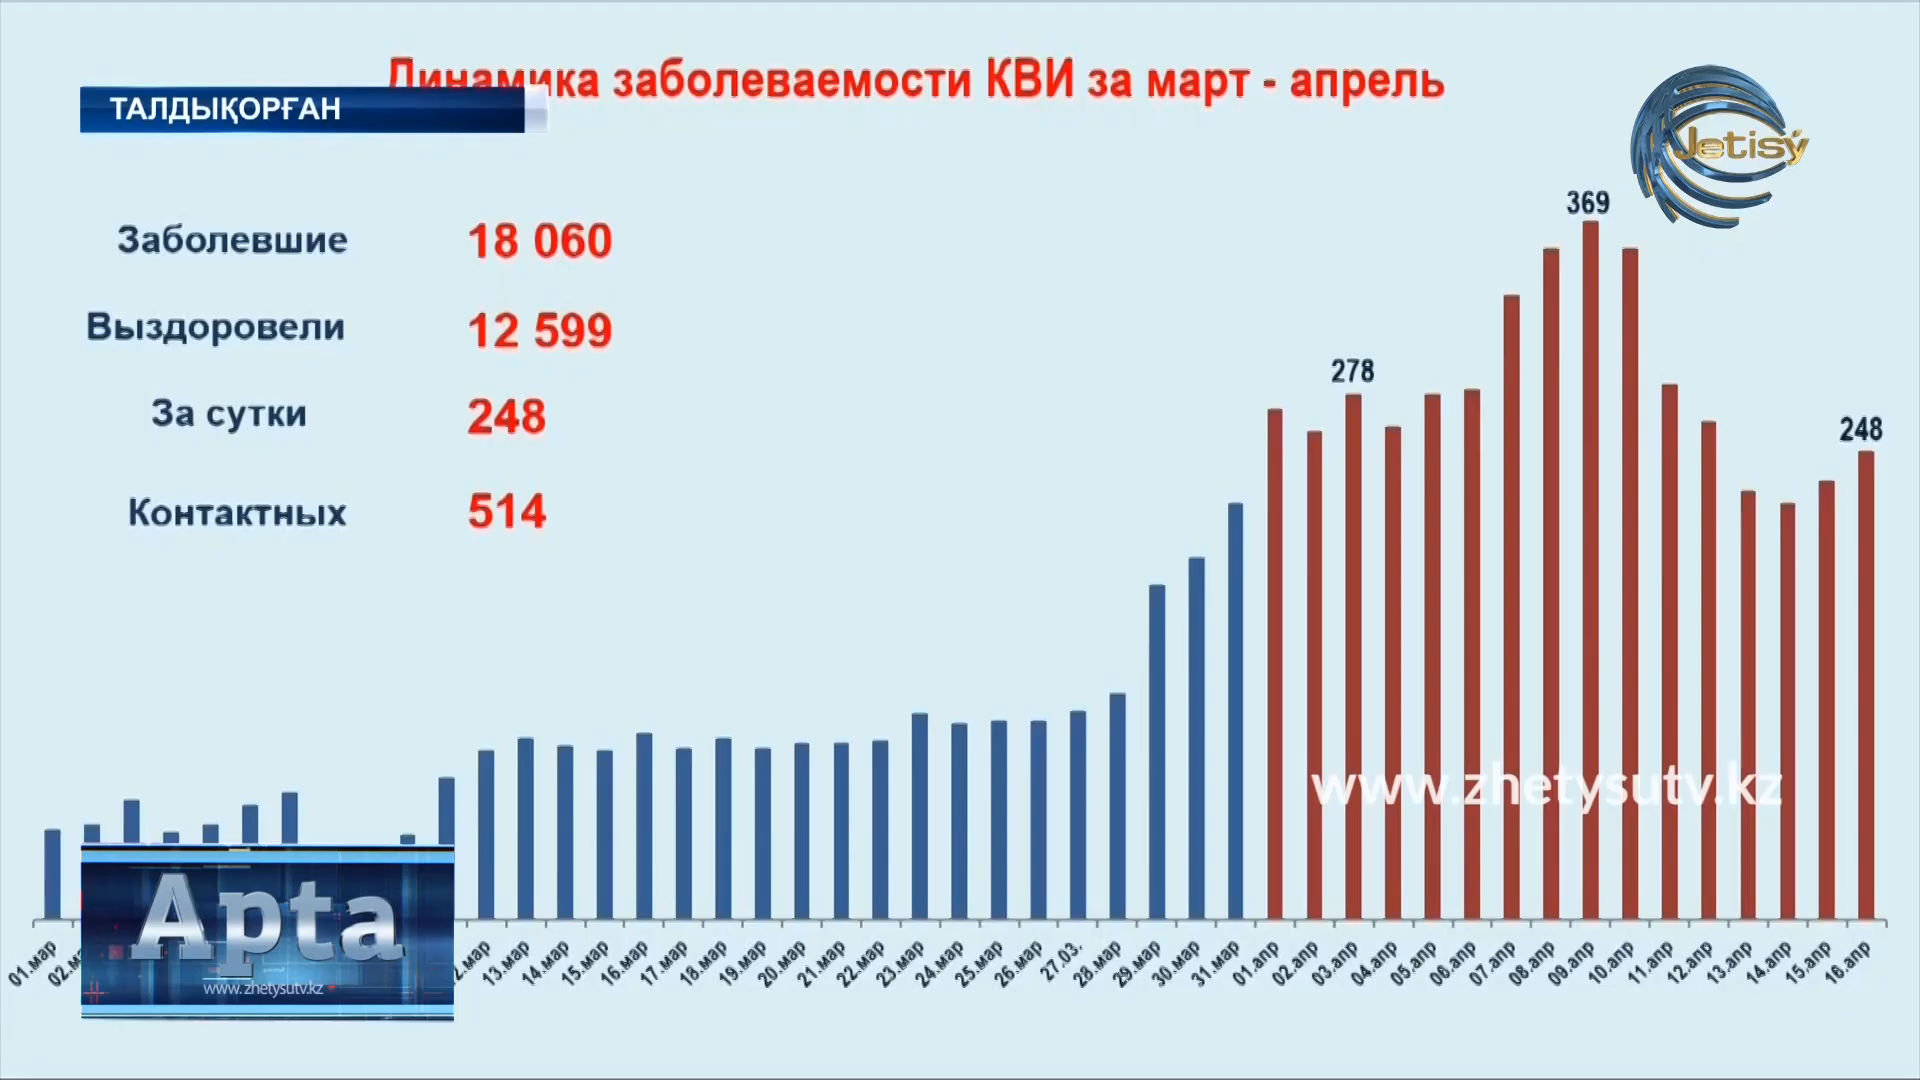 Динамика заболеваемости КВИ за март - апрель
ТАЛДЫҚОРҒАН
Jetisý
Заболевшие 18 060
Выздоровели 12 599
За сутки 248
Контактных 514
278
369
248
www.zhetysutv.kz
Apta
www.zhetysutv.kz
01.мар 13.мар 14.мар 15.мар 16.мар 17.мар 18.мар 19.мар 20.мар 21.мар 22.мар 23.мар 24.мар 25.мар 26.мар 27.03. 28.мар 29.мар 30.мар 31.мар 01.апр 02.апр 03.апр 04.апр 05.апр 06.апр 07.апр 08.апр 09.апр 10.апр 11.апр 12.апр 13.апр 14.апр 15.апр 16.апр